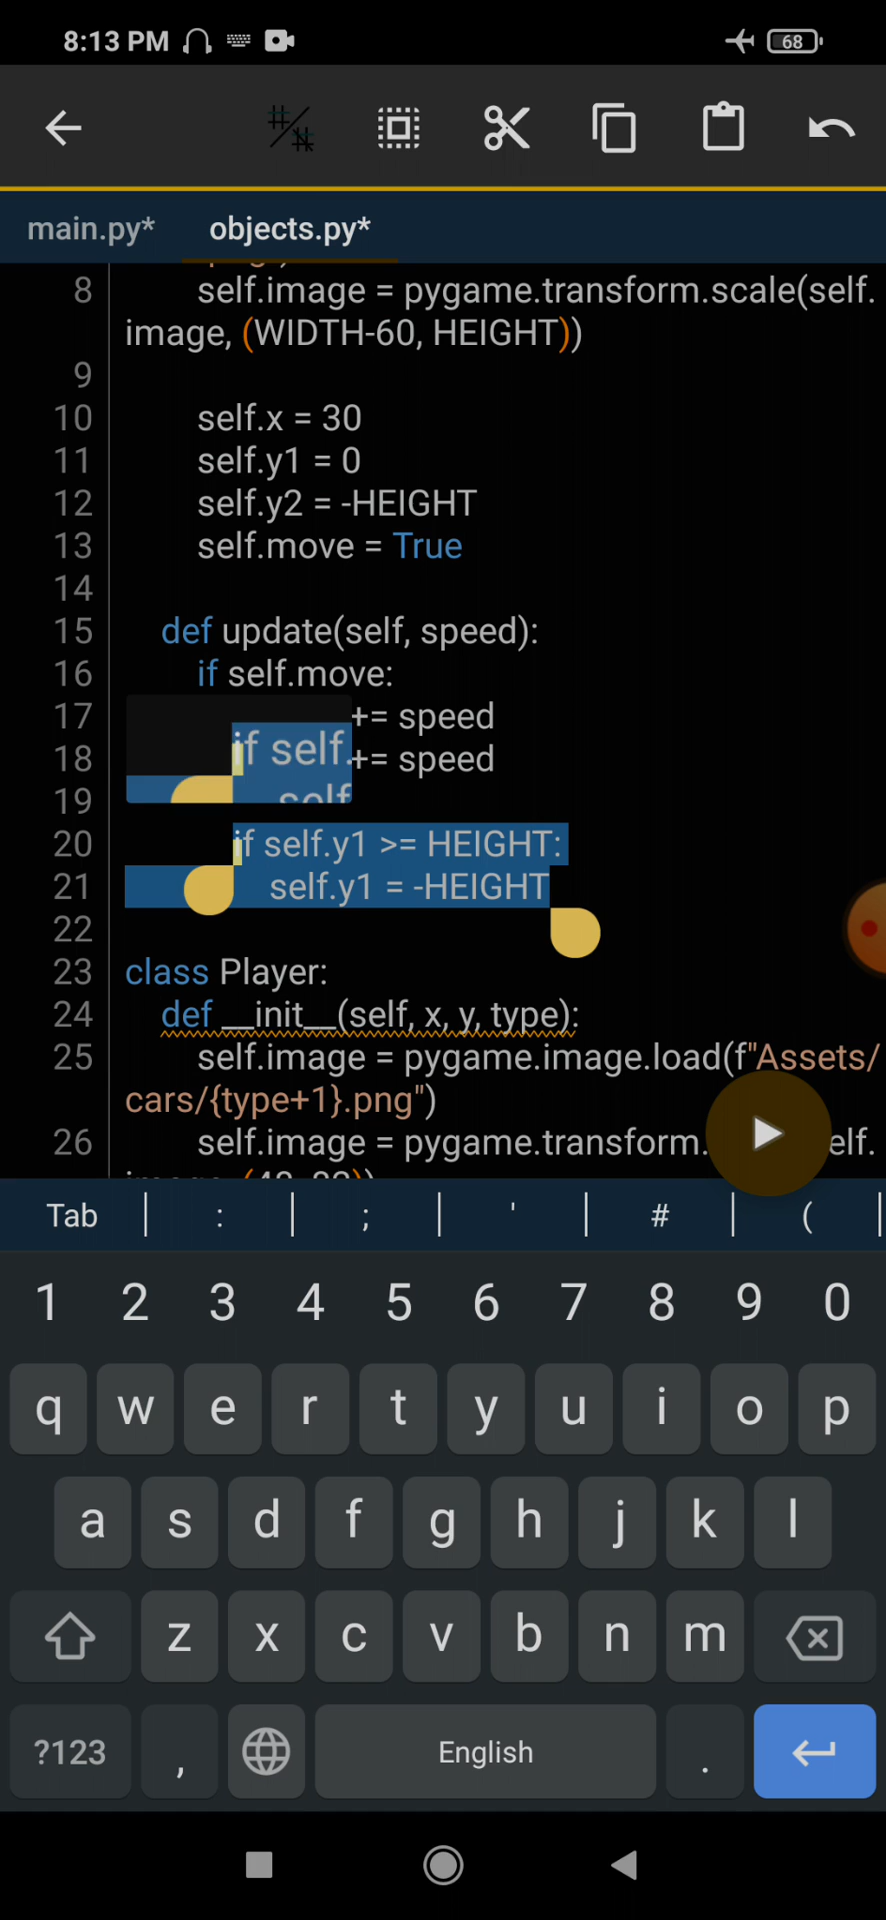 8:13 PM
68
main.py*
objects.py*
8 self.image = pygame.transform.scale(self.
image, (WIDTH-60, HEIGHT))
9
10 self.x = 30
11 self.y1 = 0
12 self.y2 = -HEIGHT
13 self.move = True
14
15 def update(self, speed):
16 if self.move:
17 += speed
if self.
18 += speed
self
19
20 if self.y1 >= HEIGHT:
21 self.y1 = -HEIGHT
22
23 class Player:
24 def __init__(self, x, y, type):
25 self.image = pygame.image.load(f"Assets/
cars/{type+1}.png")
26 self.image = pygame.transform. elf.
Tab | : | ; | ' | # | ( |
1 2 3 4 5 6 7 8 9 0
q w e r t y u i o p
a s d f g h j k l
z x c v b n m
?123 , English .